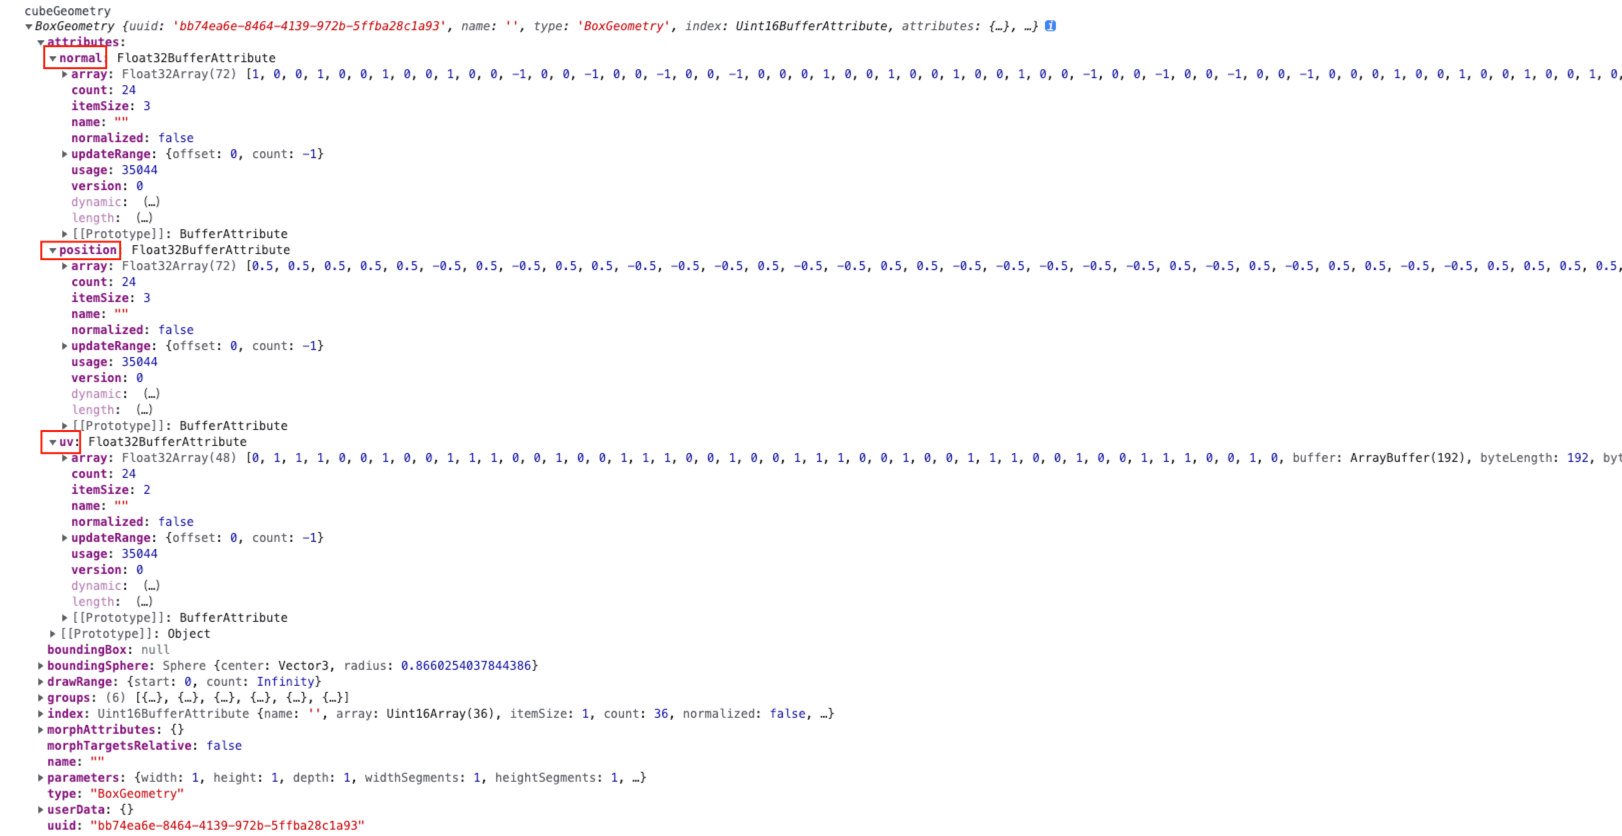 cubeGeometry
▼BoxGeometry {uuid: 'bb74ea6e-8464-4139-972b-5ffba28c1a93', name: '', type: 'BoxGeometry', index: Uint16BufferAttribute, attributes: {…}, …} i
▼attributes:
▼normal: Float32BufferAttribute
▶array: Float32Array(72) [1, 0, 0, 1, 0, 0, 1, 0, 0, 1, 0, 0, -1, 0, 0, -1, 0, 0, -1, 0, 0, -1, 0, 0, 0, 1, 0, 0, 1, 0, 0, 1, 0, 0, 1, 0, 0, -1, 0, 0, -1, 0, 0, -1, 0, 0, -1, 0, 0, 0, 1, 0, 0, 1, 0, 0, 1, 0, 0, 1, 0,
count: 24
itemSize: 3
name: ""
normalized: false
▶updateRange: {offset: 0, count: -1}
usage: 35044
version: 0
dynamic: (…)
length: (…)
▶[[Prototype]]: BufferAttribute
▼position: Float32BufferAttribute
▶array: Float32Array(72) [0.5, 0.5, 0.5, 0.5, 0.5, -0.5, 0.5, -0.5, 0.5, 0.5, -0.5, -0.5, -0.5, 0.5, -0.5, -0.5, 0.5, 0.5, -0.5, -0.5, -0.5, -0.5, -0.5, 0.5, -0.5, 0.5, -0.5, 0.5, 0.5, -0.5, -0.5, 0.5, 0.5, 0.5, 0.5,
count: 24
itemSize: 3
name: ""
normalized: false
▶updateRange: {offset: 0, count: -1}
usage: 35044
version: 0
dynamic: (…)
length: (…)
▶[[Prototype]]: BufferAttribute
▼uv: Float32BufferAttribute
▶array: Float32Array(48) [0, 1, 1, 1, 0, 0, 1, 0, 0, 1, 1, 1, 0, 0, 1, 0, 0, 1, 1, 1, 0, 0, 1, 0, 0, 1, 1, 1, 0, 0, 1, 0, 0, 1, 1, 1, 0, 0, 1, 0, 0, 1, 1, 1, 0, 0, 1, 0, buffer: ArrayBuffer(192), byteLength: 192, byt
count: 24
itemSize: 2
name: ""
normalized: false
▶updateRange: {offset: 0, count: -1}
usage: 35044
version: 0
dynamic: (…)
length: (…)
▶[[Prototype]]: BufferAttribute
▶[[Prototype]]: Object
boundingBox: null
▶boundingSphere: Sphere {center: Vector3, radius: 0.8660254037844386}
▶drawRange: {start: 0, count: Infinity}
▶groups: (6) [{…}, {…}, {…}, {…}, {…}, {…}]
▶index: Uint16BufferAttribute {name: '', array: Uint16Array(36), itemSize: 1, count: 36, normalized: false, …}
▶morphAttributes: {}
morphTargetsRelative: false
name: ""
▶parameters: {width: 1, height: 1, depth: 1, widthSegments: 1, heightSegments: 1, …}
type: "BoxGeometry"
▶userData: {}
uuid: "bb74ea6e-8464-4139-972b-5ffba28c1a93"